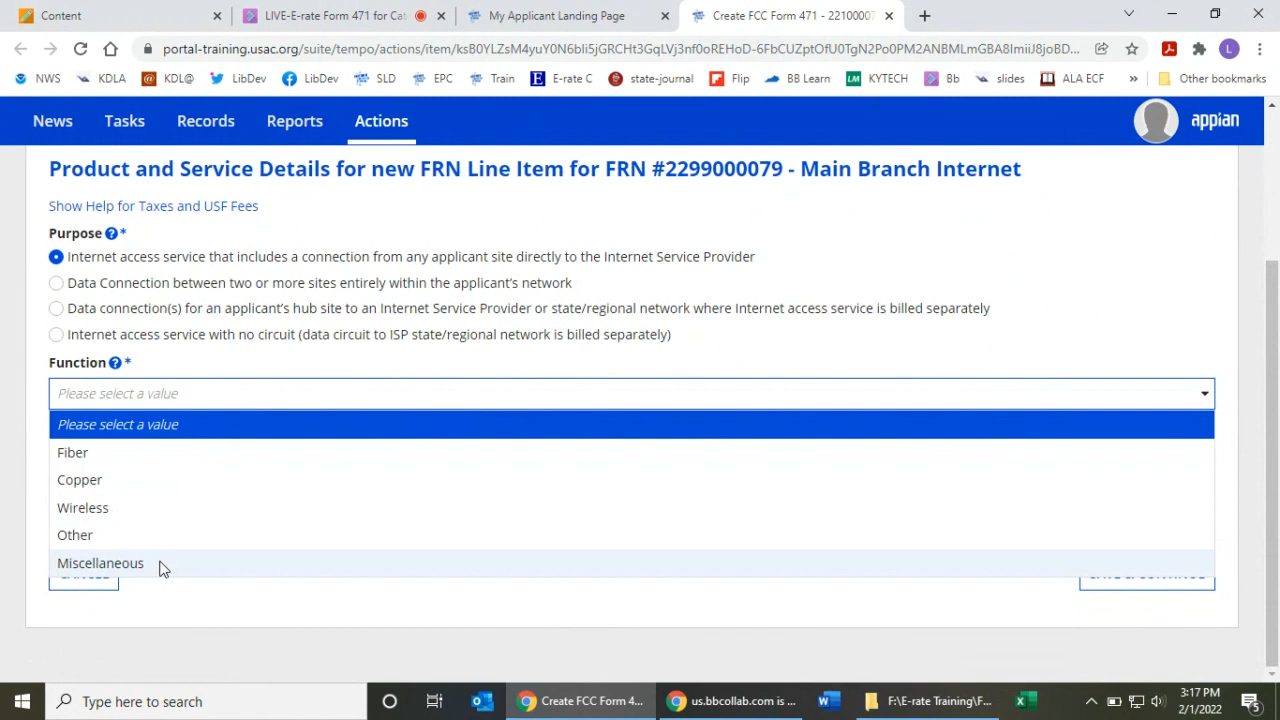 Content
LIVE-E-rate Form 471 for Cat
My Applicant Landing Page
Create FCC Form 471 - 22100007
portal-training.usac.org/suite/tempo/actions/item/
NWS
KDLA
KDL@
LibDev
LibDev
SLD
EPC
Train
E-rate C
state-journal
Flip
BB Learn
KYTECH
Bb
slides
ALA ECF
Other bookmarks
News
Tasks
Records
Reports
Actions
appian
Product and Service Details for new FRN Line Item for FRN #2299000079 - Main Branch Internet
Show Help for Taxes and USF Fees
Purpose ? *
Internet access service that includes a connection from any applicant site directly to the Internet Service Provider
Data Connection between two or more sites entirely within the applicant's network
Data connection(s) for an applicant's hub site to an Internet Service Provider or state/regional network where Internet access service is billed separately
Internet access service with no circuit (data circuit to ISP state/regional network is billed separately)
Function ? *
Please select a value
Please select a value
Fiber
Copper
Wireless
Other
Miscellaneous
Type here to search
Create FCC Form 4...
us.bbcollab.com is ...
F:\E-rate Training\F...
3:17 PM
2/1/2022
5